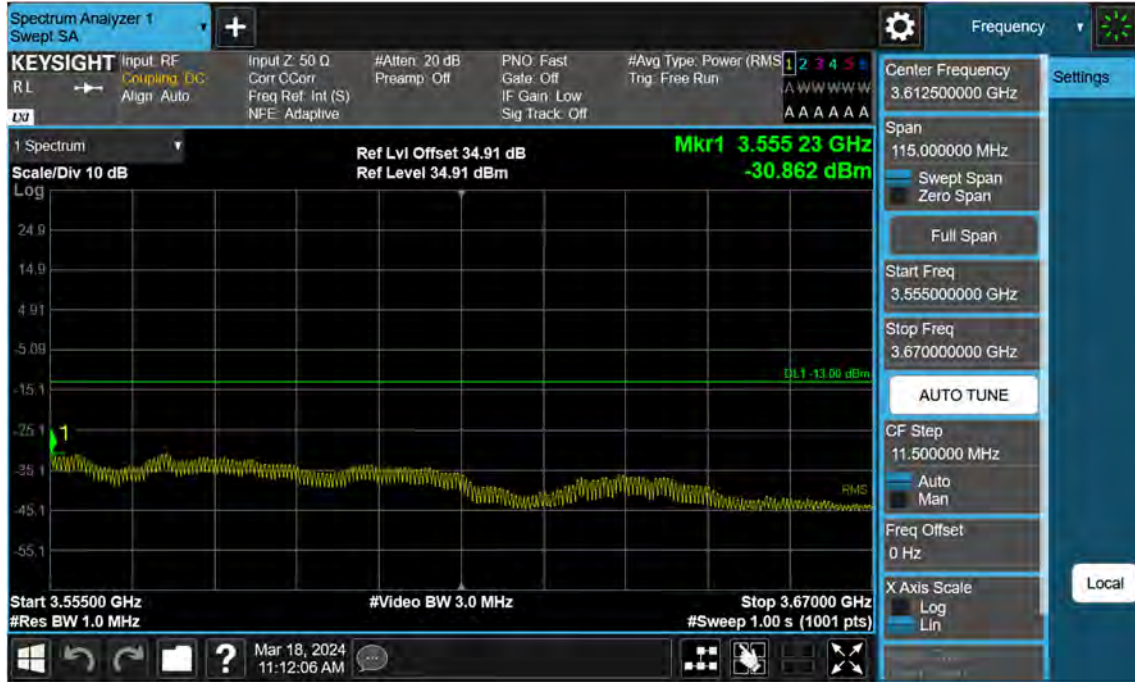 Spectrum Analyzer 1
Swept SA
Frequency
KEYSIGHT
RL
LXI
Input: RF
Coupling: DC
Align: Auto
Input Z: 50 Ω
Corr CCorr
Freq Ref: Int (S)
NFE: Adaptive
#Atten: 20 dB
Preamp: Off
PNO: Fast
Gate: Off
IF Gain: Low
Sig Track: Off
#Avg Type: Power (RMS
Trig: Free Run
1 2 3 4 5 6
A W W W W W
A A A A A A
1 Spectrum
Scale/Div 10 dB
Log
Ref Lvl Offset 34.91 dB
Ref Level 34.91 dBm
Mkr1 3.555 23 GHz
-30.862 dBm
24.9
14.9
4.91
-5.09
DL1 -13.00 dBm
-15.1
-25.1
1
-35.1
RMS
-45.1
-55.1
Start 3.55500 GHz
#Video BW 3.0 MHz
Stop 3.67000 GHz
#Res BW 1.0 MHz
#Sweep 1.00 s (1001 pts)
Mar 18, 2024
11:12:06 AM
?
Center Frequency
3.612500000 GHz
Settings
Span
115.000000 MHz
Swept Span
Zero Span
Full Span
Start Freq
3.555000000 GHz
Stop Freq
3.670000000 GHz
AUTO TUNE
CF Step
11.500000 MHz
Auto
Man
Freq Offset
0 Hz
X Axis Scale
Log
Lin
Local